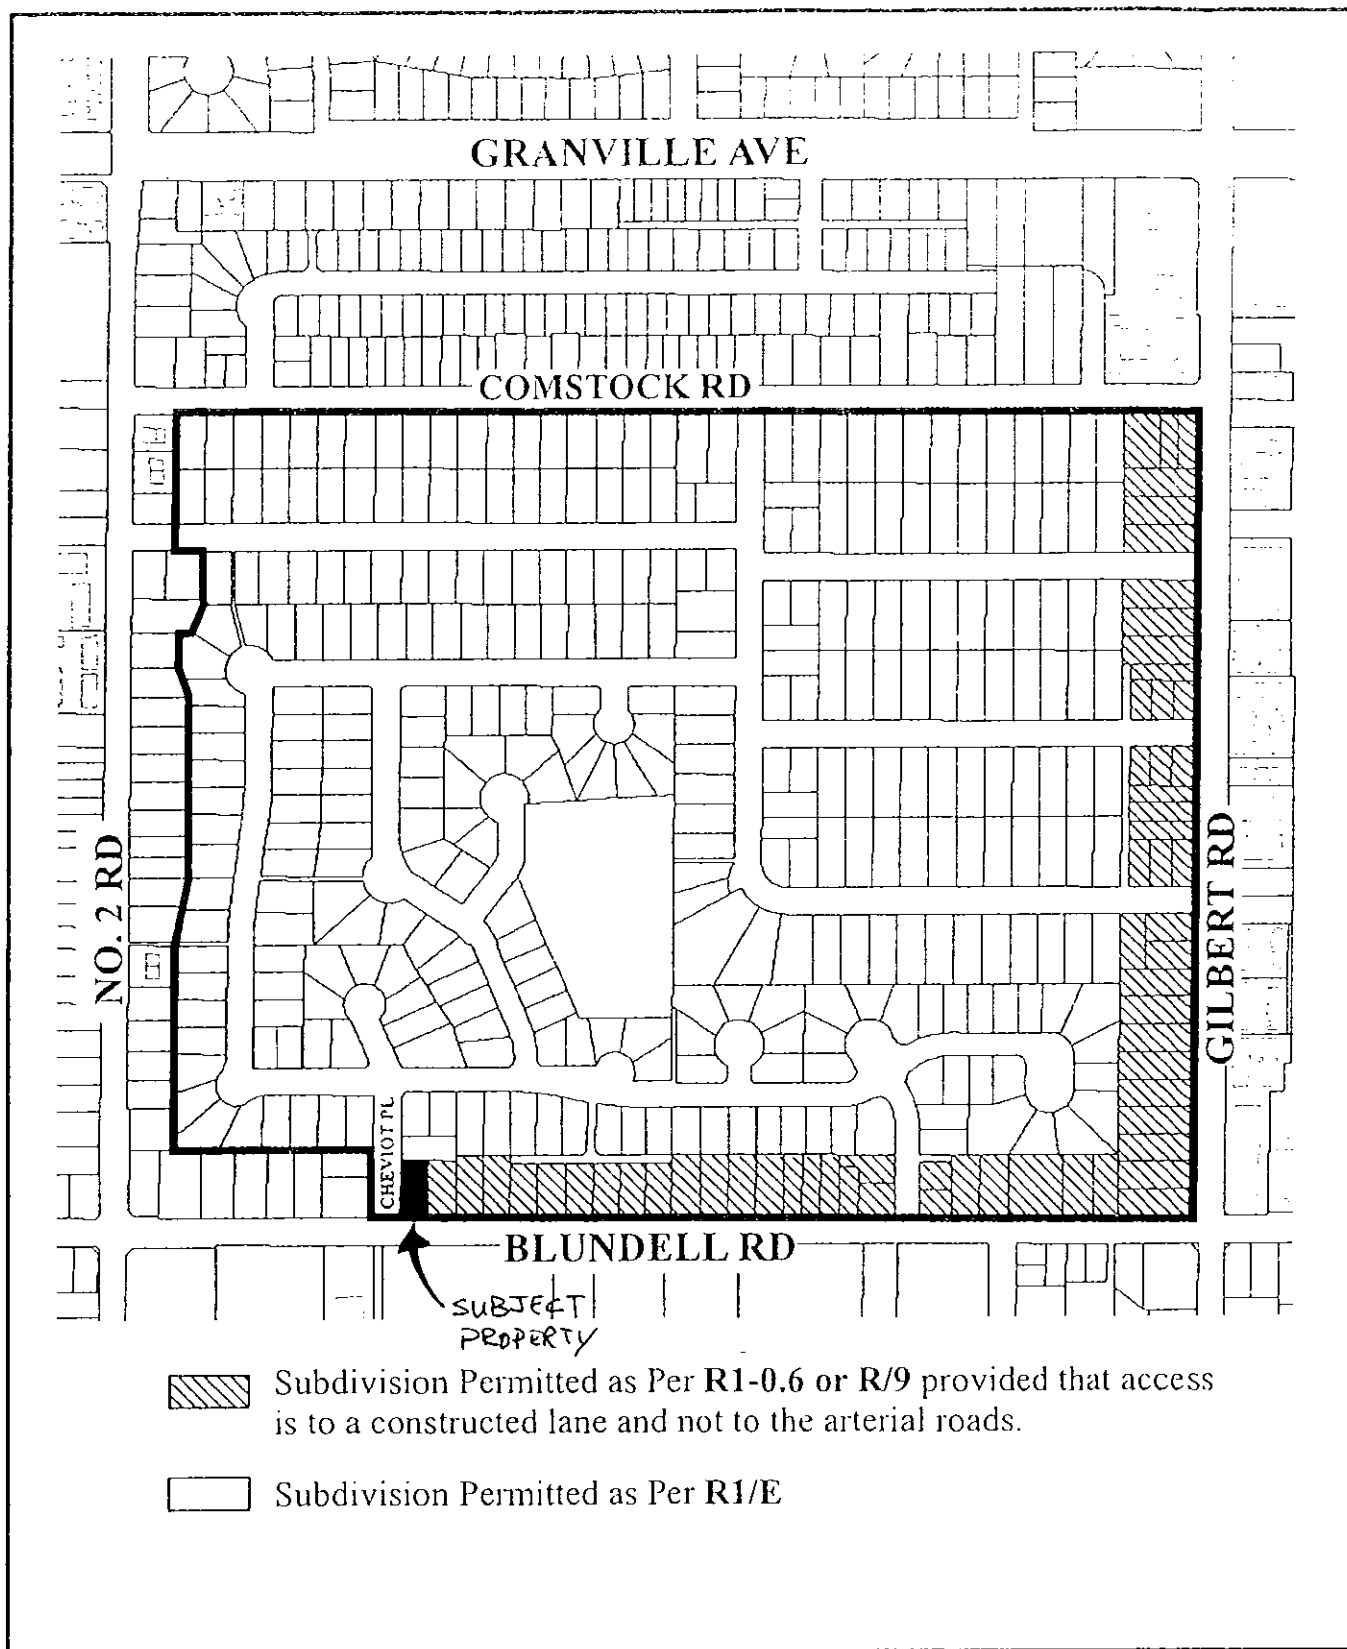 GRANVILLE AVE
COMSTOCK RD
NO. 2 RD
GILBERT RD
CHEVIOT PL
BLUNDELL RD
SUBJECT
PROPERTY
Subdivision Permitted as Per R1-0.6 or R/9 provided that access
is to a constructed lane and not to the arterial roads.
Subdivision Permitted as Per R1/E